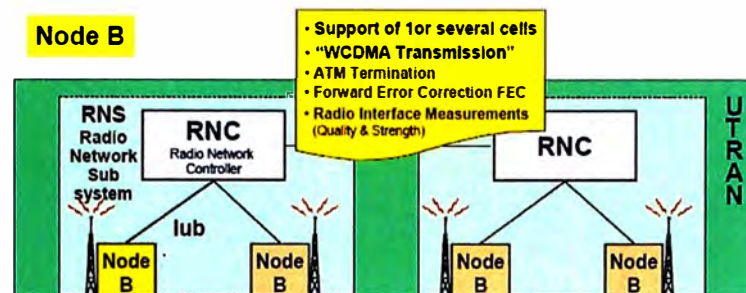 Node B
• Support of 1or several cells
• “WCDMA Transmission”
• ATM Termination
• Forward Error Correction FEC
• Radio Interface Measurements
(Quality & Strength)
RNS
Radio
Network
Sub
system
RNC
Radio Network
Controller
RNC
UTRAN
Iub
Node
B
Node
B
Node
B
Node
B